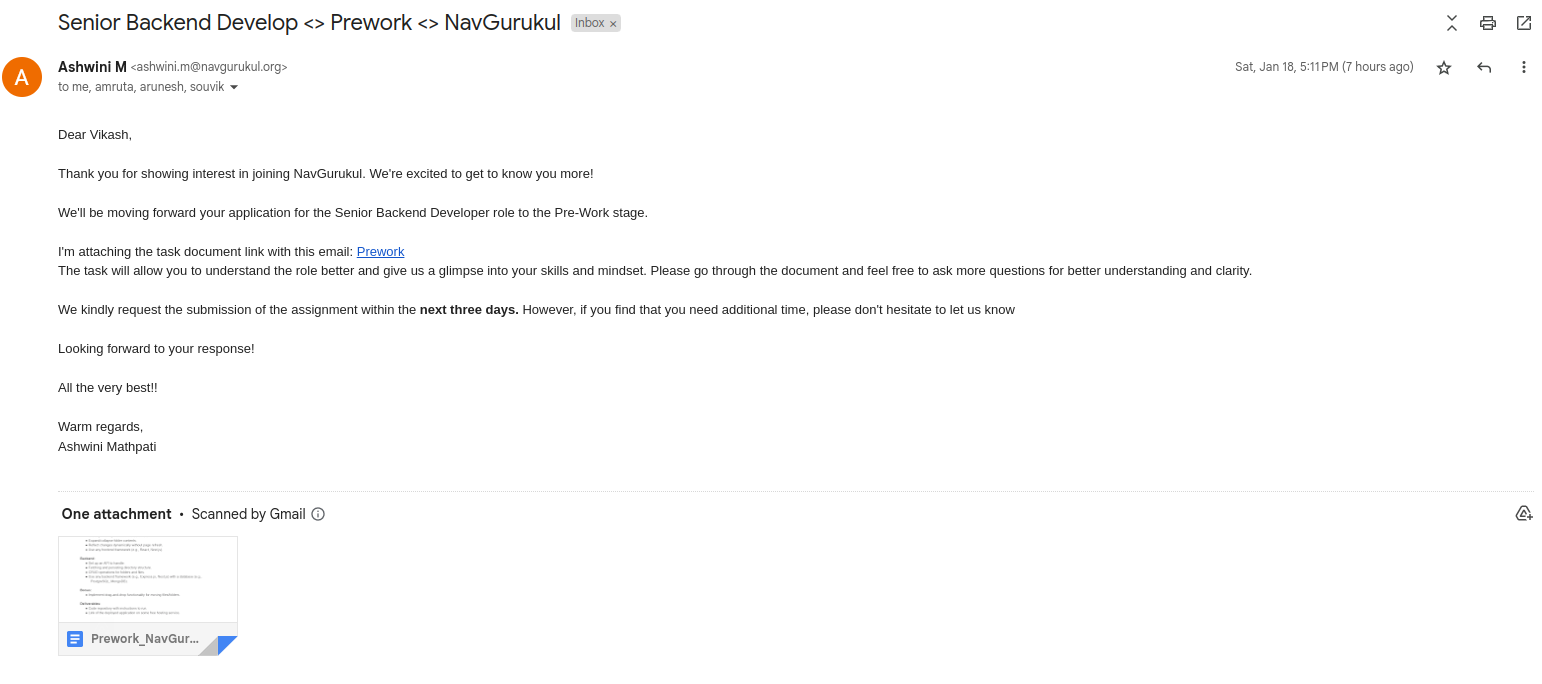 Senior Backend Develop <> Prework <> NavGurukul Inbox ×
A
Ashwini M <ashwini.m@navgurukul.org> Sat, Jan 18, 5:11 PM (7 hours ago)
to me, amruta, arunesh, souvik
Dear Vikash,
Thank you for showing interest in joining NavGurukul. We're excited to get to know you more!
We'll be moving forward your application for the Senior Backend Developer role to the Pre-Work stage.
I'm attaching the task document link with this email: Prework
The task will allow you to understand the role better and give us a glimpse into your skills and mindset. Please go through the document and feel free to ask more questions for better understanding and clarity.
We kindly request the submission of the assignment within the next three days. However, if you find that you need additional time, please don't hesitate to let us know
Looking forward to your response!
All the very best!!
Warm regards,
Ashwini Mathpati
One attachment • Scanned by Gmail
Prework_NavGur...